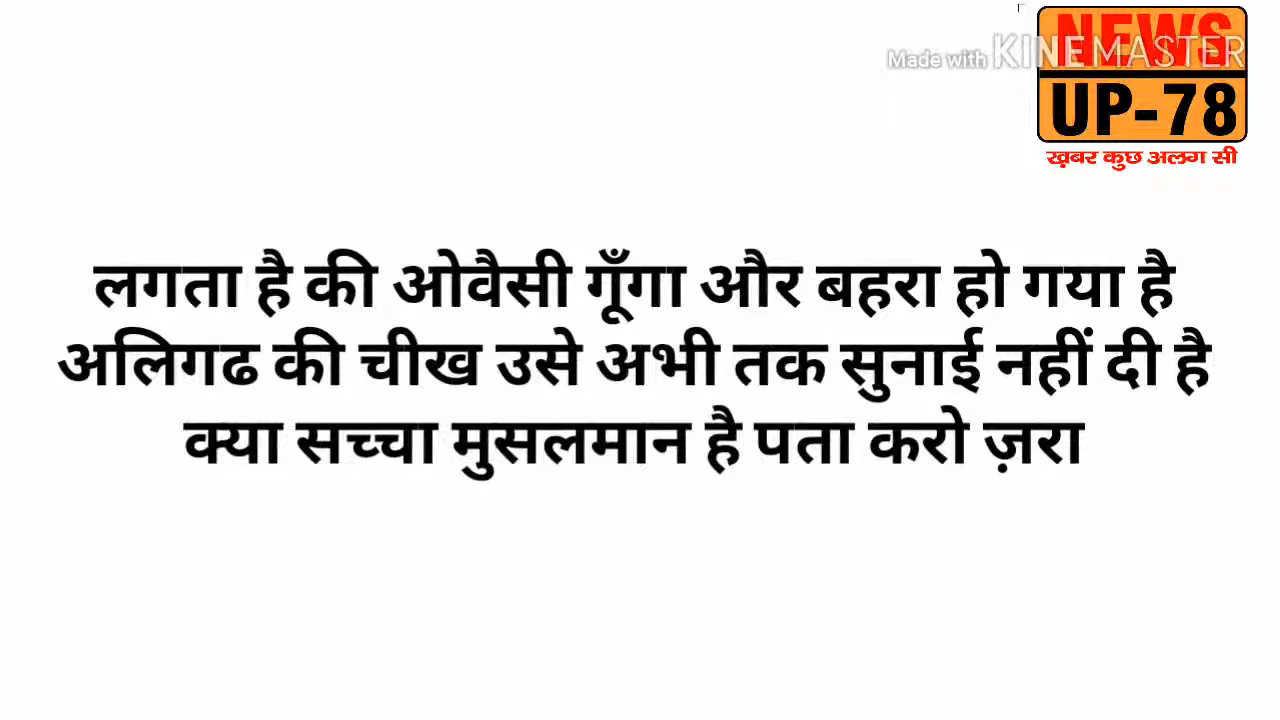 Made with KINEMASTER
NEWS
UP-78
ख़बर कुछ अलग सी
लगता है की ओवैसी गूँगा और बहरा हो गया है
अलिगढ की चीख उसे अभी तक सुनाई नहीं दी है
क्या सच्चा मुसलमान है पता करो ज़रा